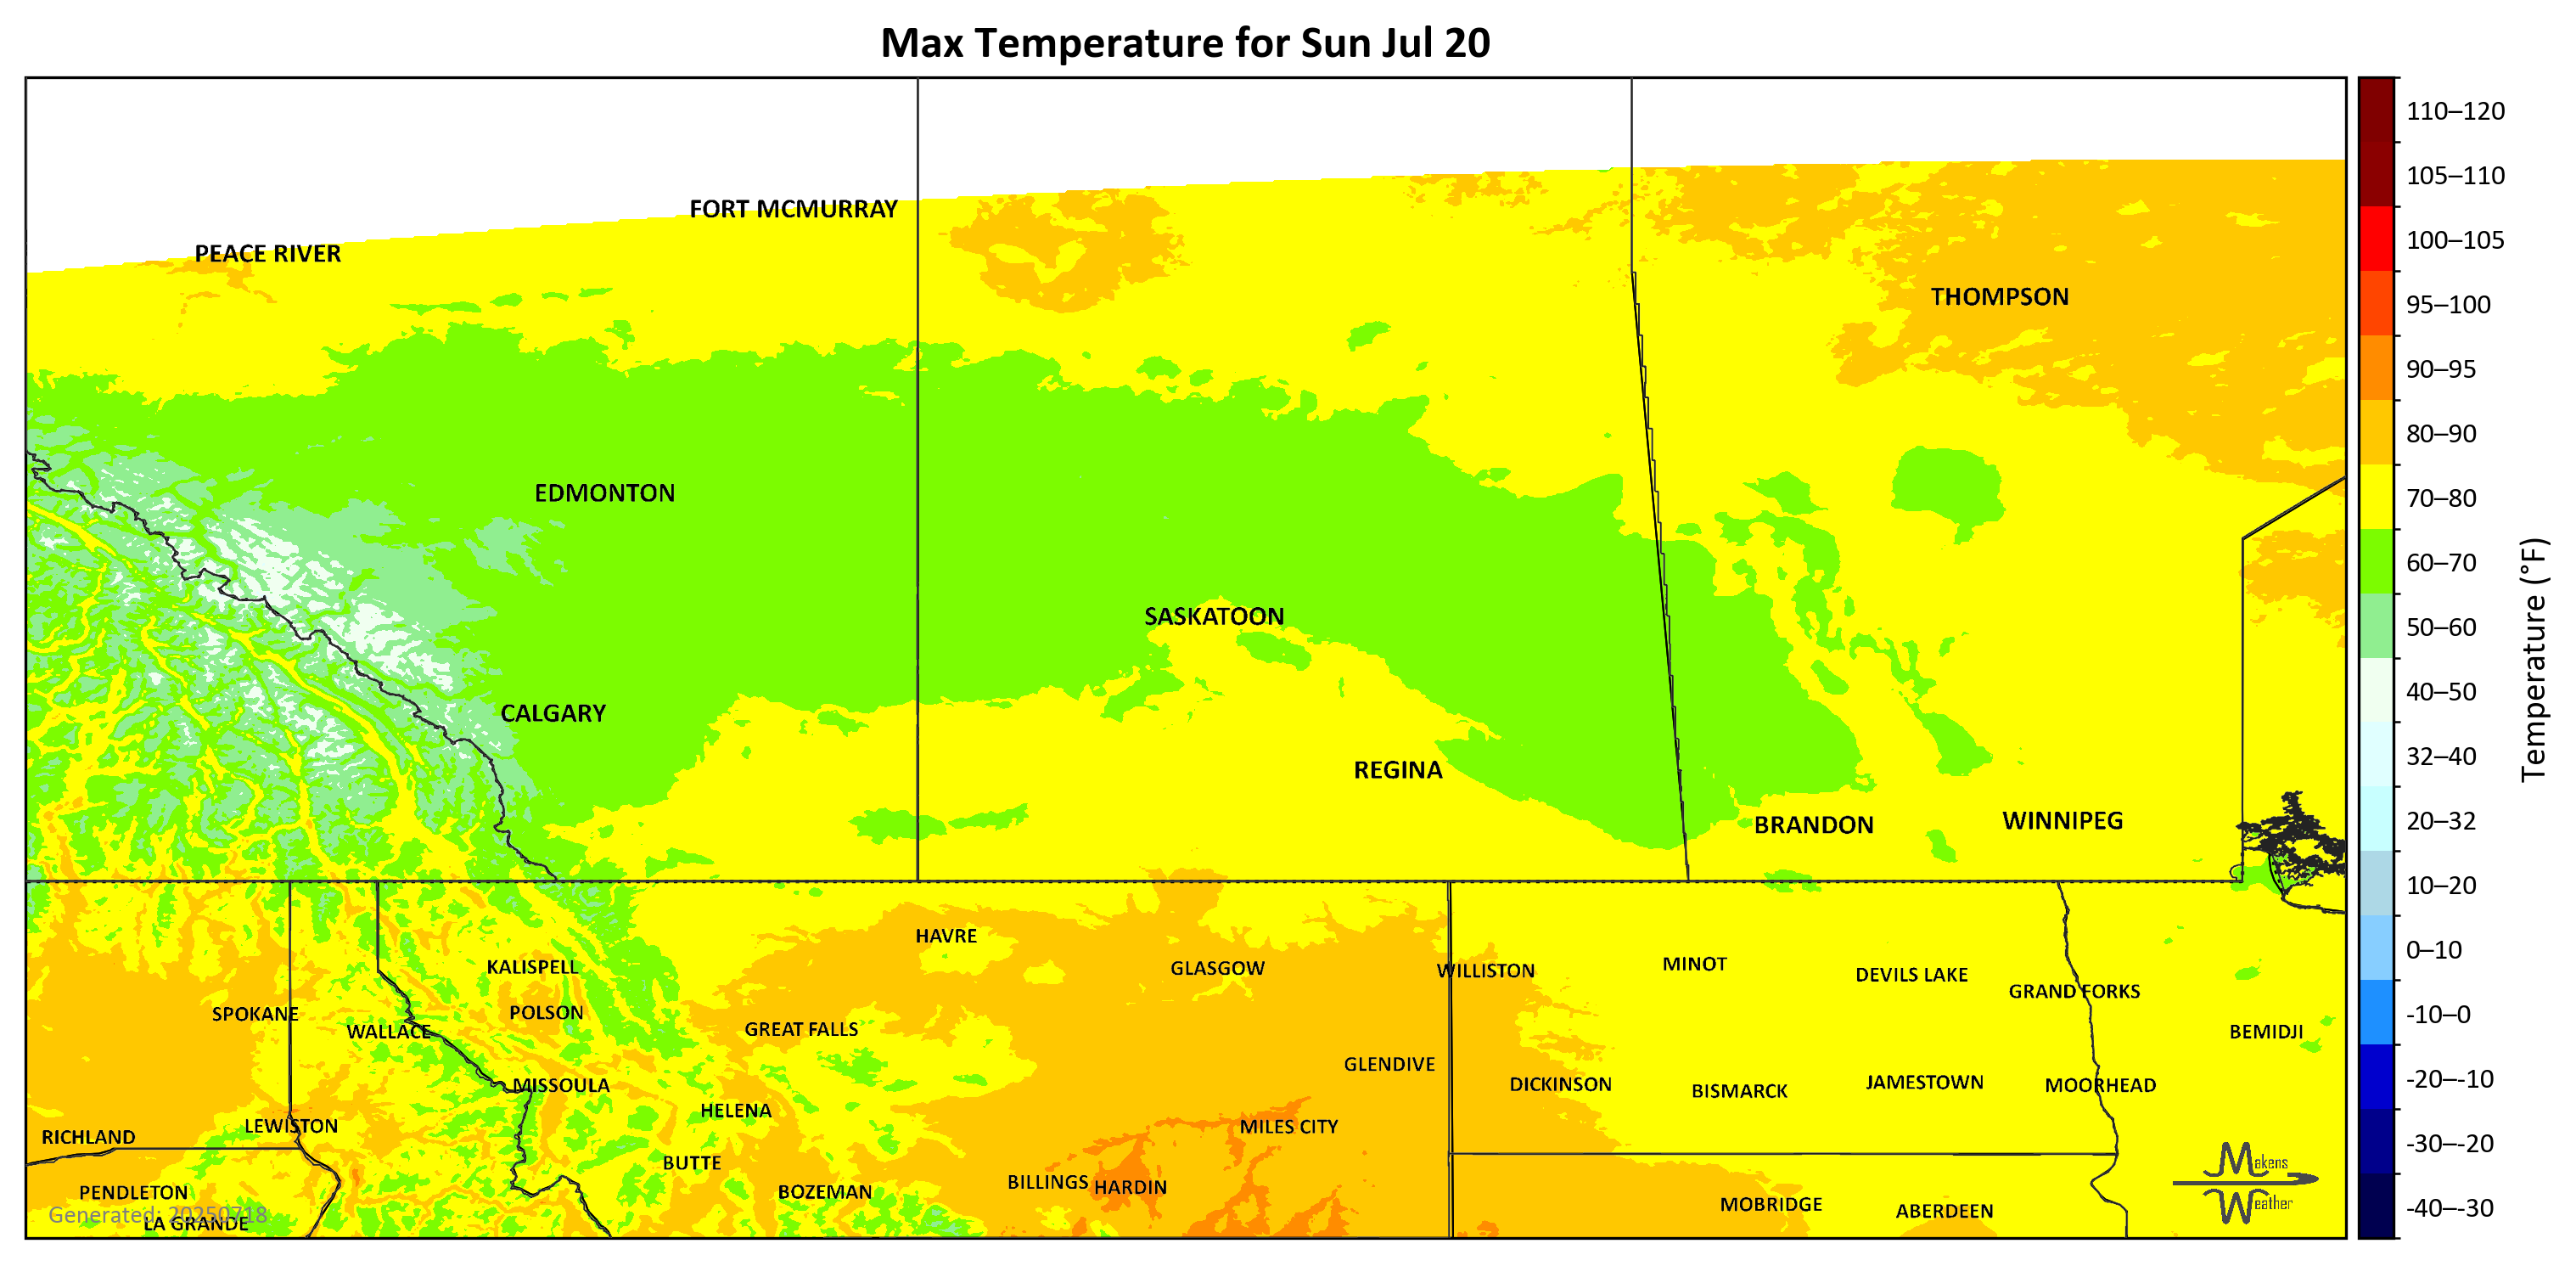 Max Temperature for Sun Jul 20
FORT MCMURRAY
PEACE RIVER
THOMPSON
EDMONTON
SASKATOON
CALGARY
REGINA
BRANDON
WINNIPEG
HAVRE
KALISPELL
GLASGOW
WILLISTON
MINOT
DEVILS LAKE
GRAND FORKS
SPOKANE
POLSON
WALLACE
GREAT FALLS
BEMIDJI
GLENDIVE
MISSOULA
DICKINSON
BISMARCK
JAMESTOWN
MOORHEAD
HELENA
LEWISTON
MILES CITY
RICHLAND
BUTTE
PENDLETON
BOZEMAN
BILLINGS
HARDIN
MOBRIDGE
ABERDEEN
Generated: 20250718
LA GRANDE
Makens
Weather
110–120
105–110
100–105
95–100
90–95
80–90
70–80
60–70
50–60
40–50
32–40
20–32
10–20
0–10
-10–0
-20–-10
-30–-20
-40–-30
Temperature (°F)